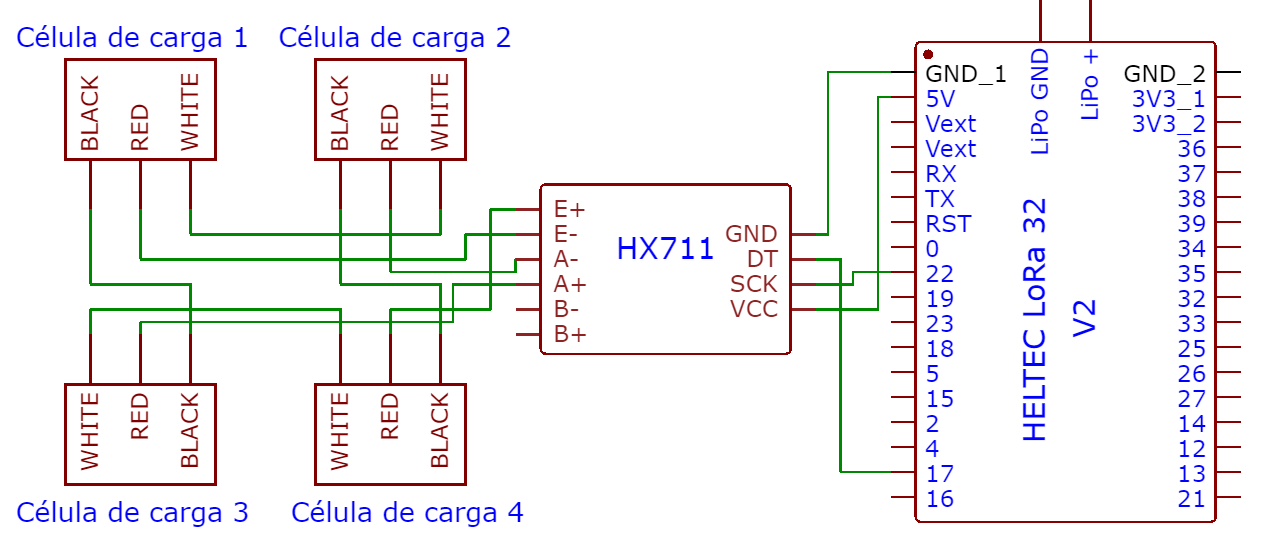 Célula de carga 1
BLACK
RED
WHITE
Célula de carga 2
BLACK
RED
WHITE
WHITE
RED
BLACK
Célula de carga 3
WHITE
RED
BLACK
Célula de carga 4
HX711
E+
E-
A-
A+
B-
B+
GND
DT
SCK
VCC
HELTEC LoRa 32
V2
LiPo GND
LiPo +
GND_1
5V
Vext
Vext
RX
TX
RST
0
22
19
23
18
5
15
2
4
17
16
GND_2
3V3_1
3V3_2
36
37
38
39
34
35
32
33
25
26
27
14
12
13
21